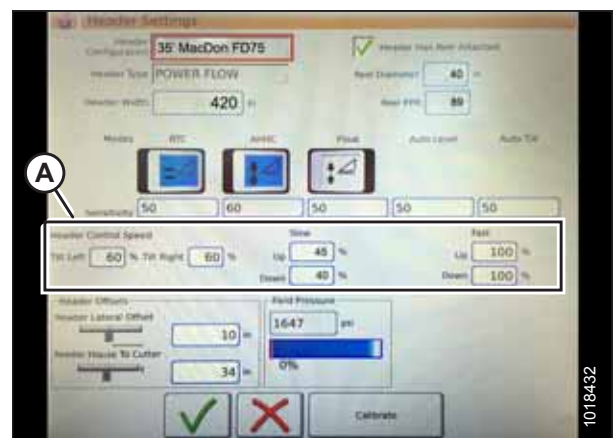 Header Settings
Header Configuration 35' MacDon FD75 Header Has Reel Attached
Header Type POWER FLOW Reel Diameter 40 in
Header Width 420 in Reel PPR 89
Modes RTC AHHC Float Auto Level Auto Tilt
A
Sensitivity 50 60 50 50 50
Header Control Speed Slow Fast
Tilt Left 60 % Tilt Right 60 % Up 45 % Up 100 %
Down 40 % Down 100 %
Header Offsets Field Pressure
Header Lateral Offset 1647 psi
10 in
Feeder House To Cutter
34 in 0%
Calibrate
1018432